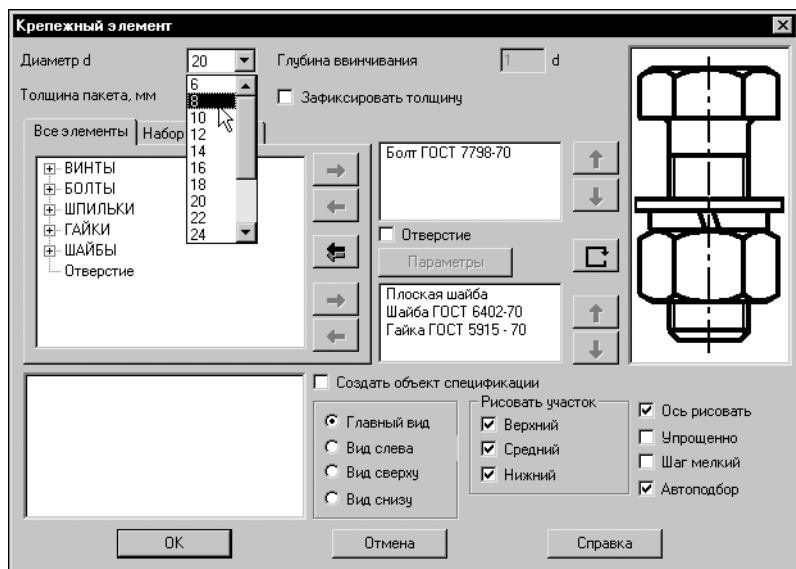 Крепежный элемент
Диаметр d 20 Глубина ввинчивания 1 d
Толщина пакета, мм Зафиксировать толщину
6
8
10
12
14
16
18
20
22
24
Все элементы Набор
ВИНТЫ
БОЛТЫ
ШПИЛЬКИ
ГАЙКИ
ШАЙБЫ
Отверстие
Болт ГОСТ 7798-70
Отверстие
Параметры
Плоская шайба
Шайба ГОСТ 6402-70
Гайка ГОСТ 5915 - 70
Создать объект спецификации
Главный вид
Вид слева
Вид сверху
Вид снизу
Рисовать участок
Верхний
Средний
Нижний
Ось рисовать
Упрощенно
Шаг мелкий
Автоподбор
OK Отмена Справка